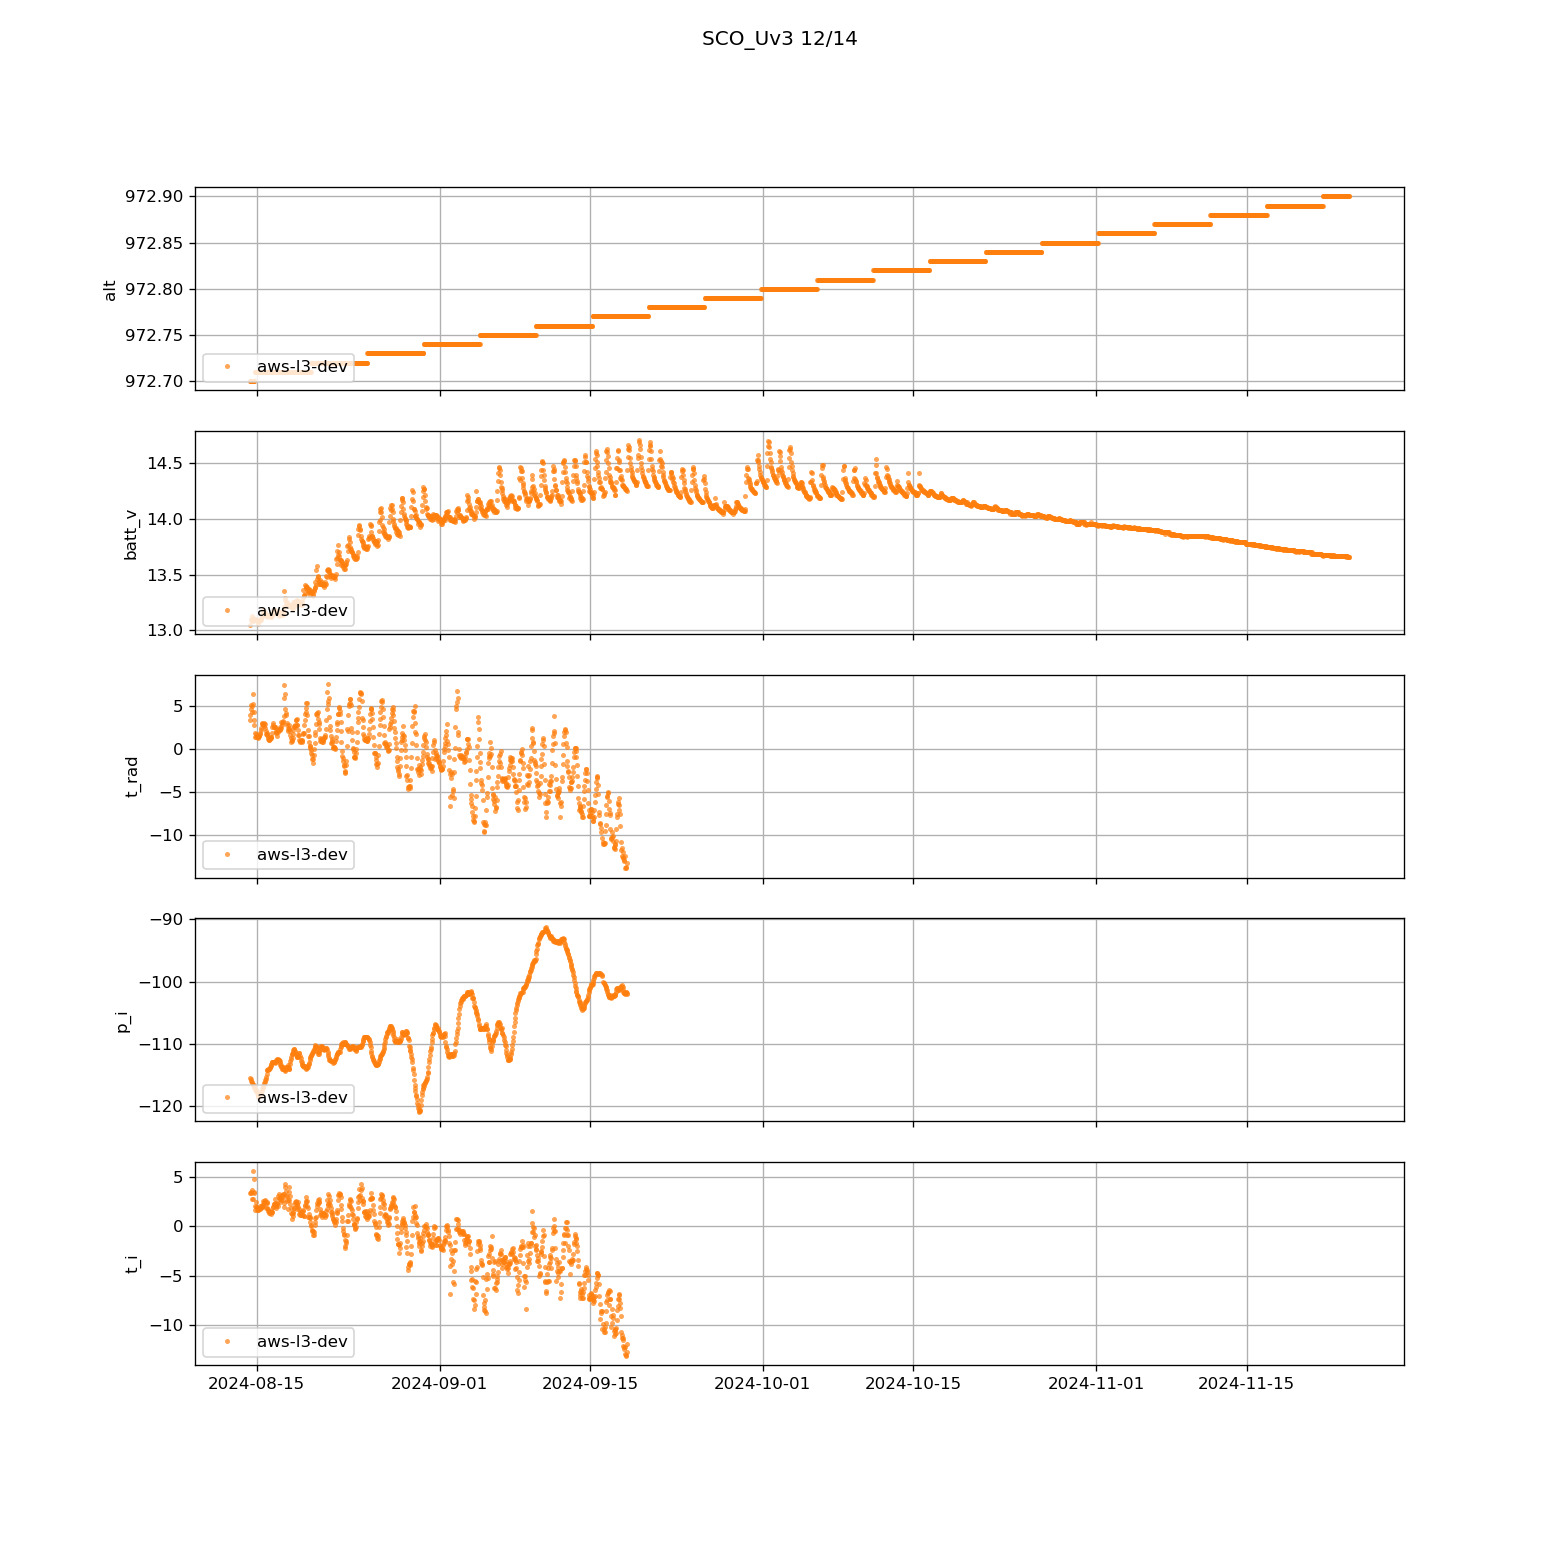 SCO_Uv3 12/14
972.90
972.85
972.80
972.75
972.70
alt
aws-l3-dev
14.5
14.0
13.5
13.0
batt_v
aws-l3-dev
5
0
−5
−10
t_rad
aws-l3-dev
−90
−100
−110
−120
p_i
aws-l3-dev
5
0
−5
−10
t_i
aws-l3-dev
2024-08-15 2024-09-01 2024-09-15 2024-10-01 2024-10-15 2024-11-01 2024-11-15